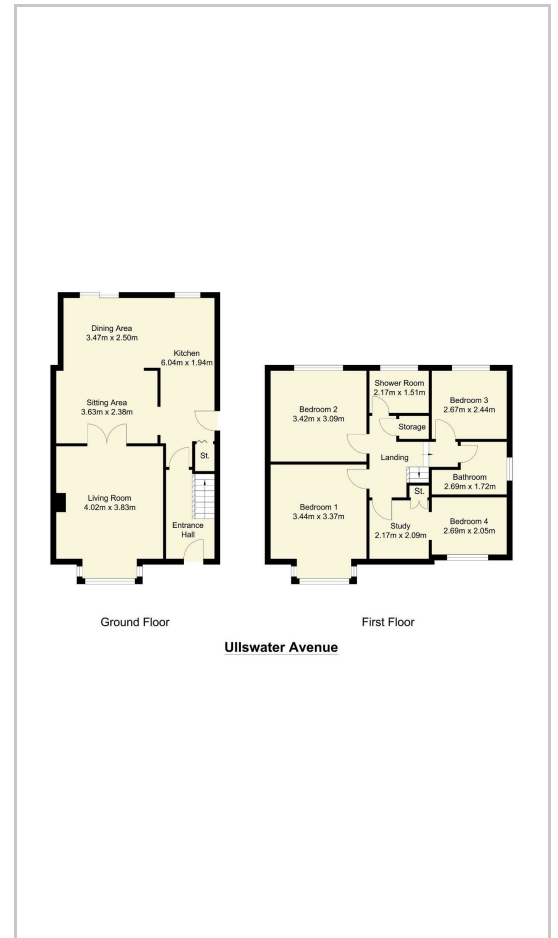 Dining Area
3.47m x 2.50m
Kitchen
6.04m x 1.94m
Sitting Area
3.63m x 2.38m
St.
Living Room
4.02m x 3.83m
Entrance
Hall
Ground Floor
Shower Room
2.17m x 1.51m
Bedroom 3
2.67m x 2.44m
Bedroom 2
3.42m x 3.09m
Storage
Landing
Bathroom
2.69m x 1.72m
St.
Bedroom 1
3.44m x 3.37m
Study
2.17m x 2.09m
Bedroom 4
2.69m x 2.05m
First Floor
Ullswater Avenue